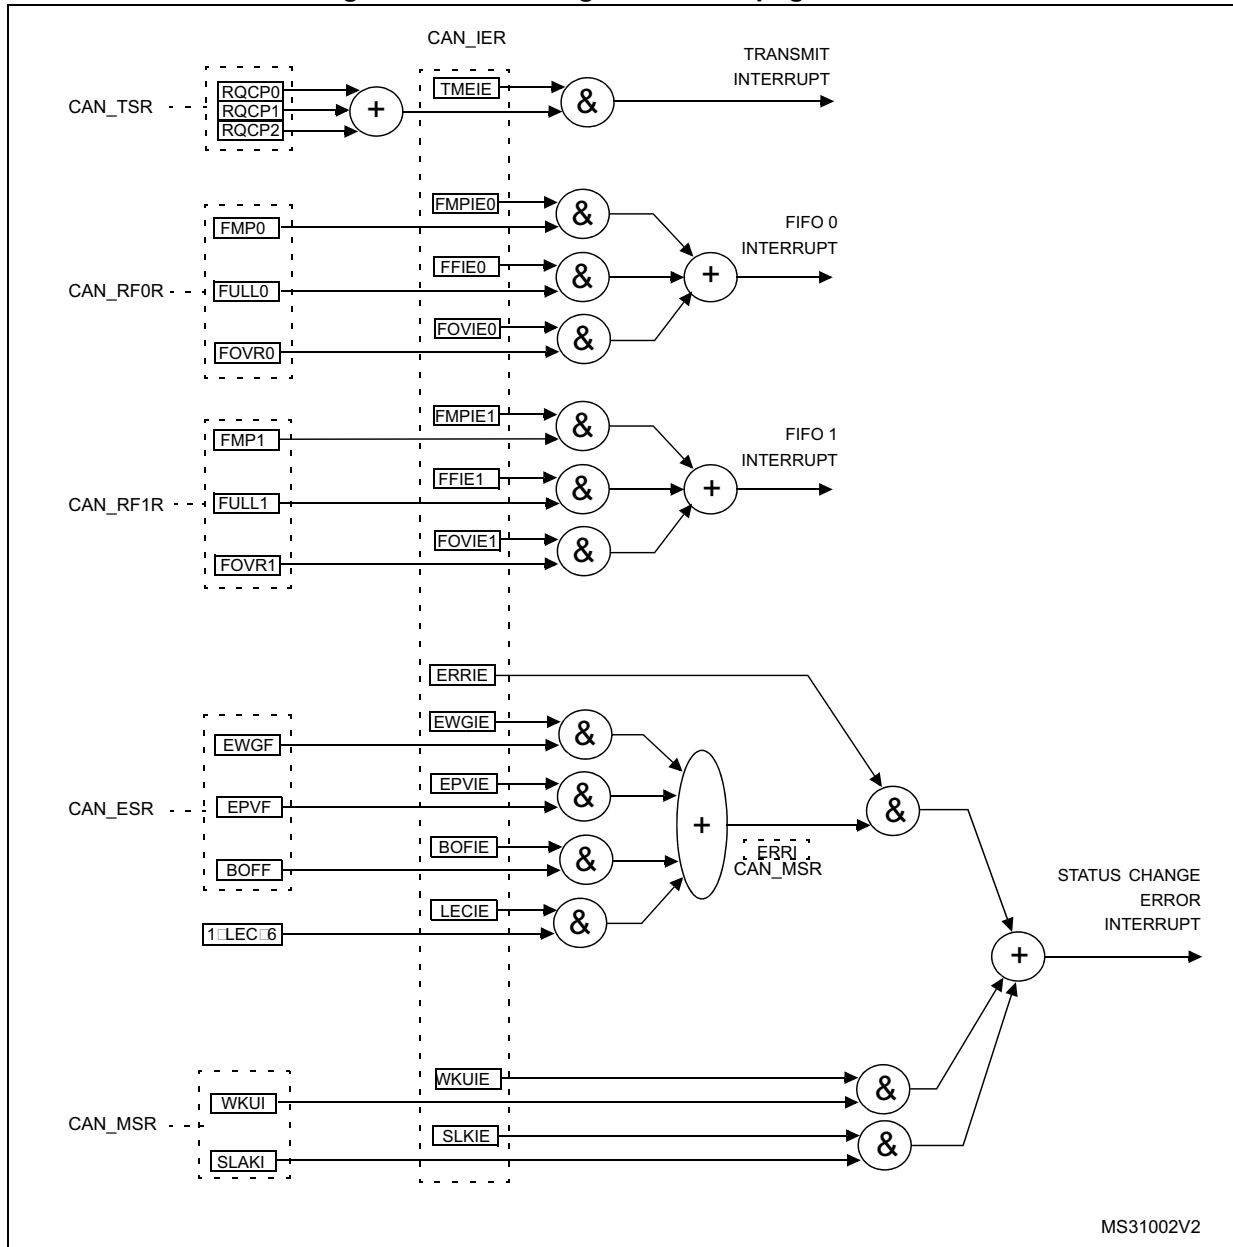 CAN_IER
TRANSMIT
INTERRUPT
CAN_TSR
RQCP0
RQCP1
RQCP2
+
TMEIE
&
FMPIE0
&
FIFO 0
INTERRUPT
FMP0
FFIE0
&
+
CAN_RF0R
FULL0
FOVIE0
&
FOVR0
FMPIE1
&
FIFO 1
INTERRUPT
FMP1
FFIE1
&
+
CAN_RF1R
FULL1
FOVIE1
&
FOVR1
ERRIE
EWGIE
&
EWGF
EPVIE
&
CAN_ESR
EPVF
+
&
BOFIE
&
ERRI
CAN_MSR
BOFF
STATUS CHANGE
ERROR
INTERRUPT
LECIE
&
1□LEC□6
+
WKUIE
&
WKUI
CAN_MSR
SLKIE
&
SLAKI
MS31002V2